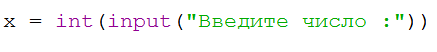 x = int(input("Введите число :"))